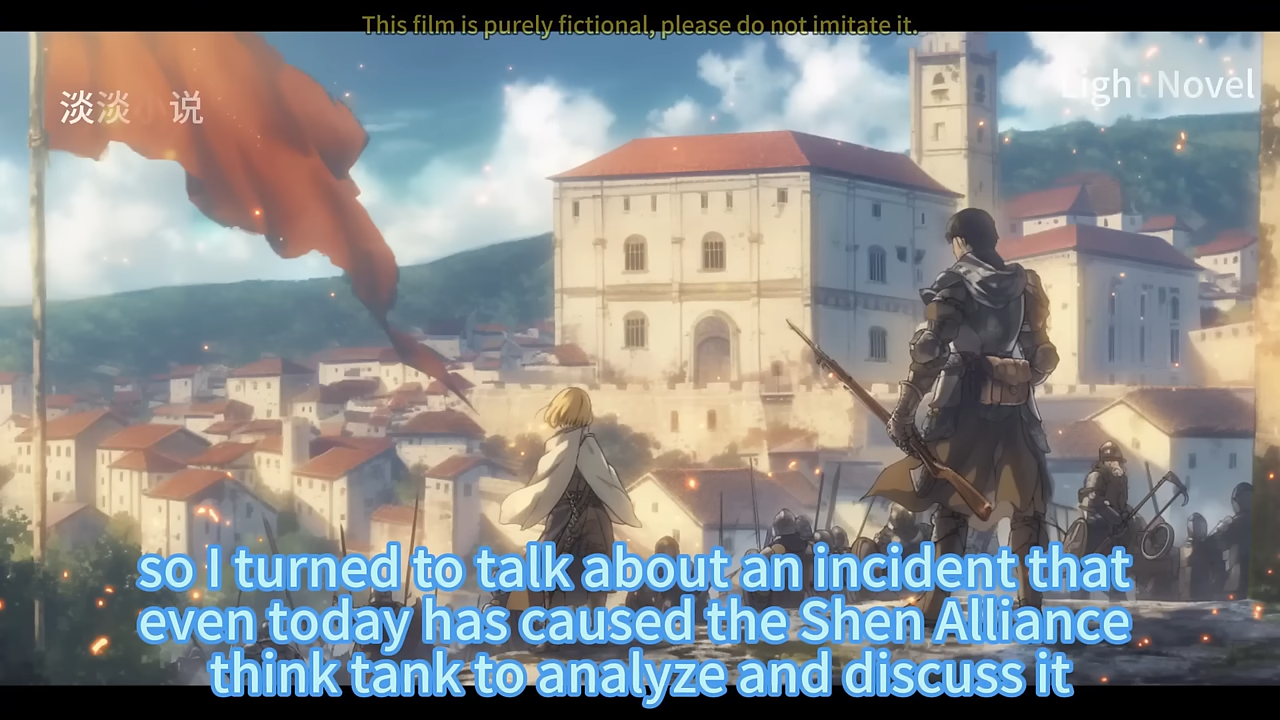 This film is purely fictional, please do not imitate it.
淡淡 说
Light Novel
so I turned to talk about an incident that
even today has caused the Shen Alliance
think tank to analyze and discuss it